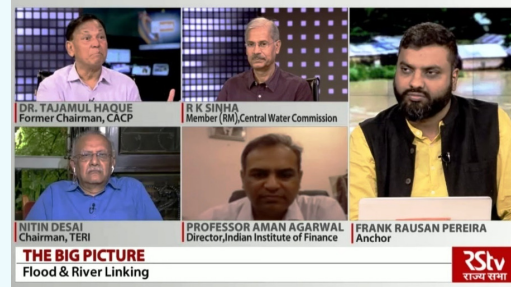 DR. TAJAMUL HAQUE
Former Chairman, CACP
R K SINHA
Member (RM),Central Water Commission
NITIN DESAI
Chairman, TERI
PROFESSOR AMAN AGARWAL
Director,Indian Institute of Finance
FRANK RAUSAN PEREIRA
Anchor
THE BIG PICTURE
Flood & River Linking
RStv
राज्य सभा